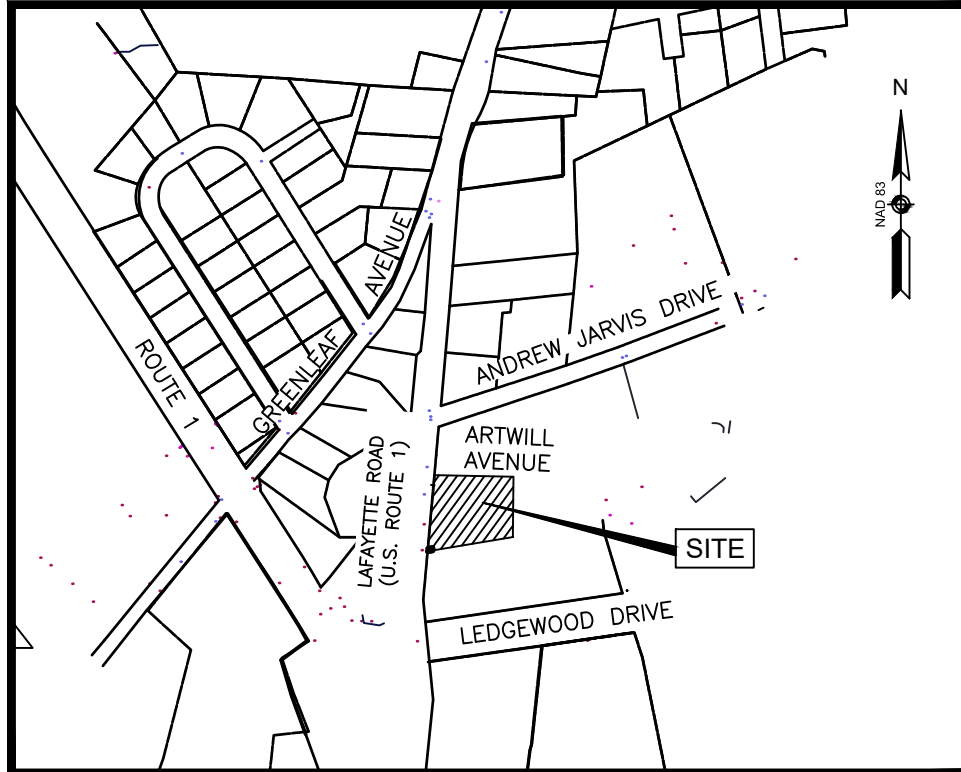 N
NAD 83
AVENUE
ANDREW JARVIS DRIVE
ROUTE 1
GREENLEAF
ARTWILL
AVENUE
LAFAYETTE ROAD
(U.S. ROUTE 1)
SITE
LEDGEWOOD DRIVE